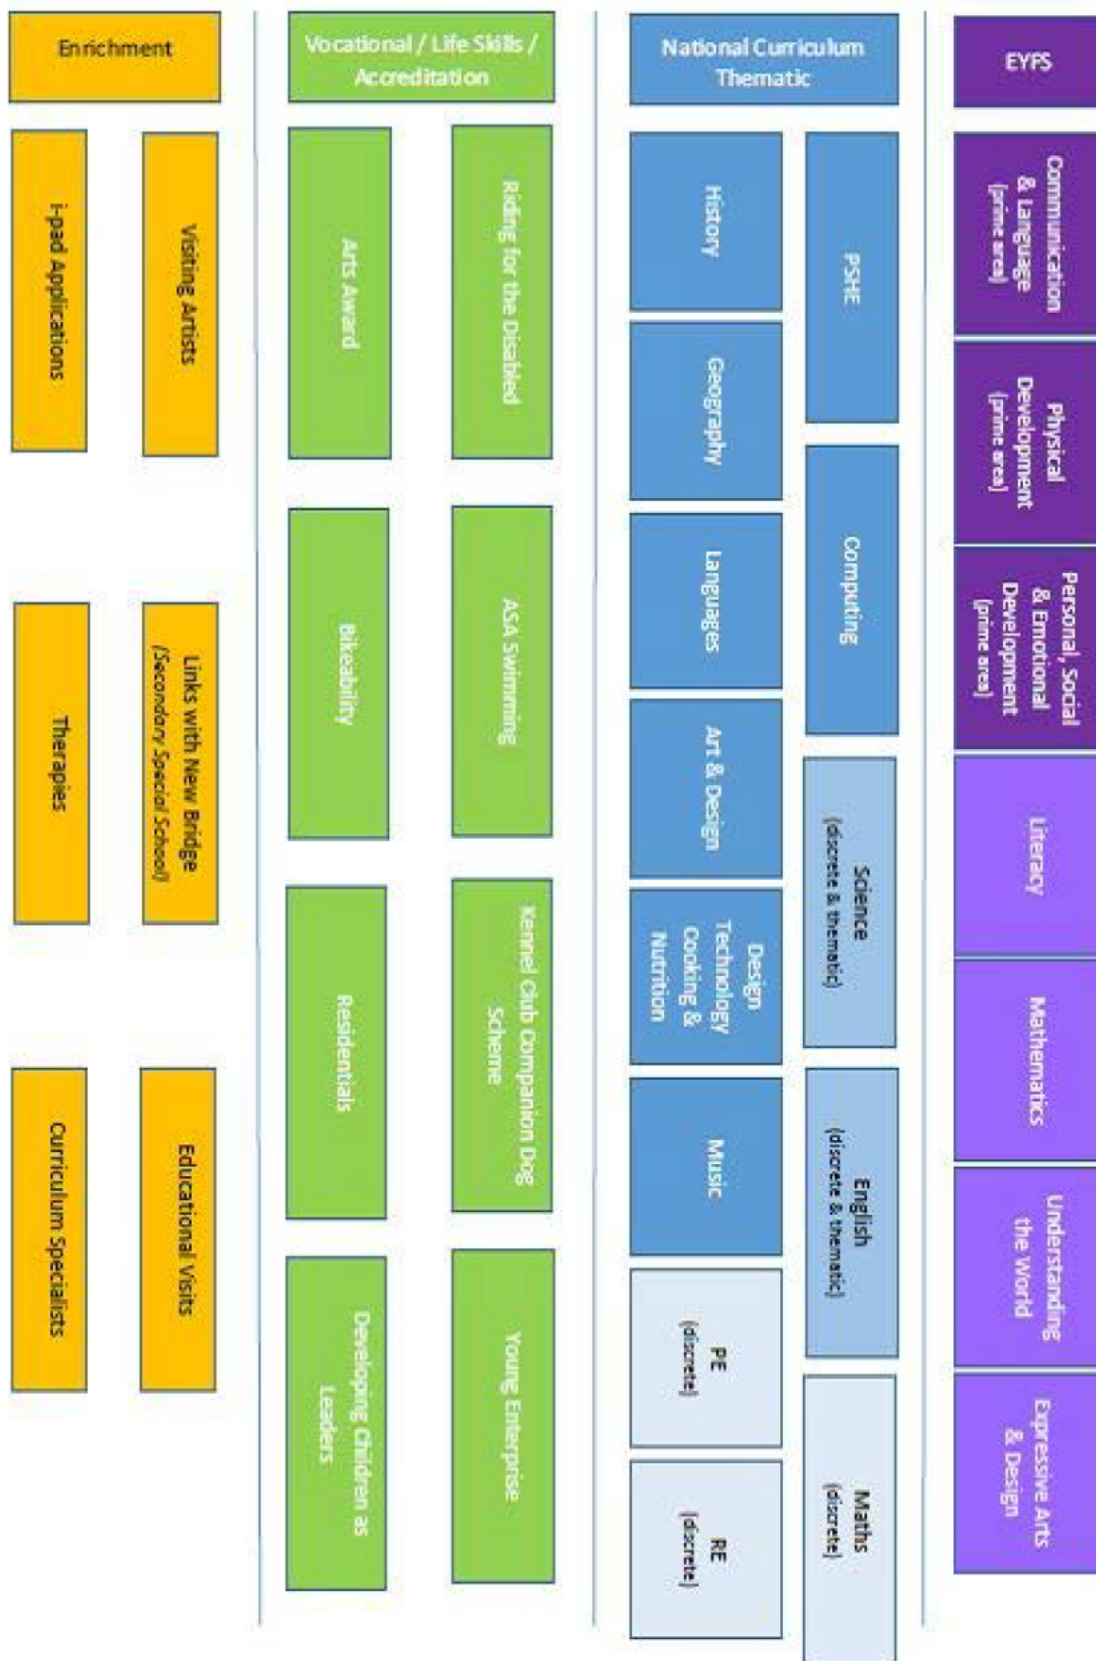 EYFS
Communication
& Language
(prime area)
Physical
Development
(prime area)
Personal, Social
& Emotional
Development
(prime area)
Literacy
Mathematics
Understanding
the World
Expressive Arts
& Design
National Curriculum
Thematic
PSHE
Computing
Science
(discrete & thematic)
English
(discrete & thematic)
Maths
(discrete)
History
Geography
Languages
Art & Design
Design
Technology
Cooking &
Nutrition
Music
PE
(discrete)
RE
(discrete)
Vocational / Life Skills /
Accreditation
Riding for the Disabled
ASA Swimming
Kennel Club Companion Dog
Scheme
Young Enterprise
Arts Award
Bikeability
Residentials
Developing Children as
Leaders
Enrichment
Visiting Artists
Links with New Bridge
(Secondary Special School)
Educational Visits
i-pad Applications
Therapies
Curriculum Specialists